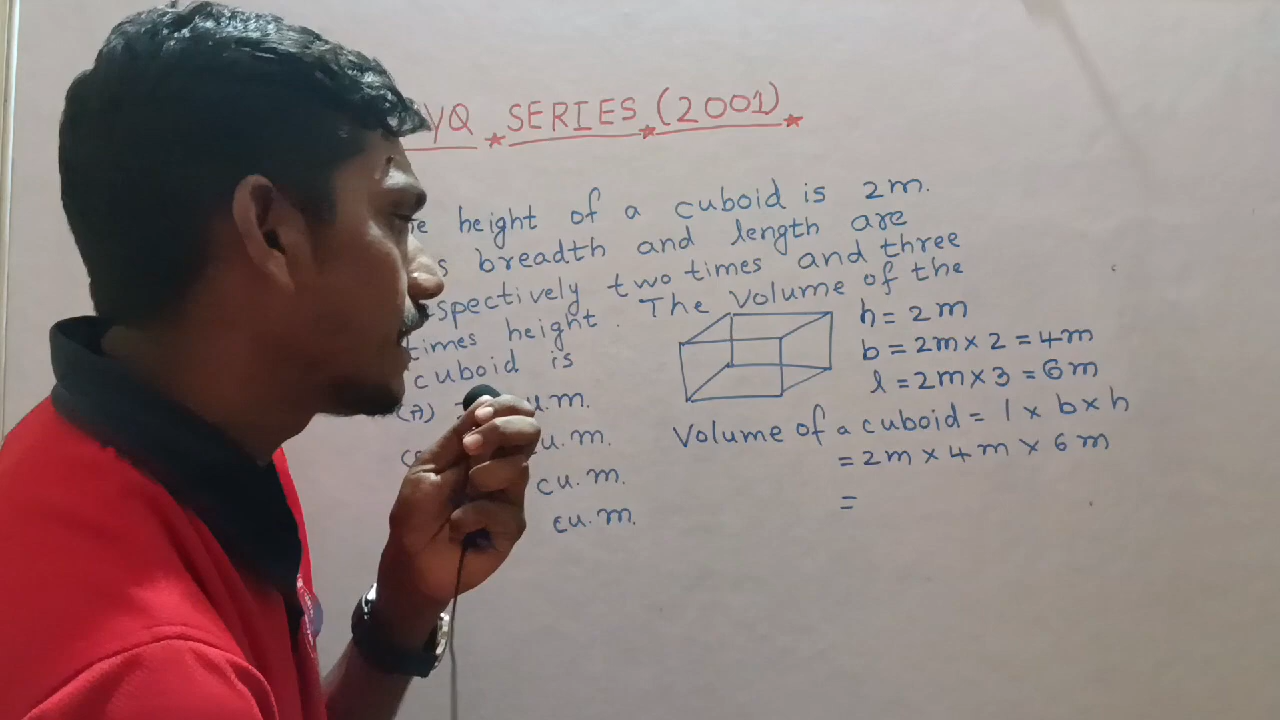 YQ SERIES (2001)
height of a cuboid is 2m.
breadth and length are
spectively two times and three
times height. The volume of the
cuboid is
(A) u.m.
u.m.
cu.m.
cu.m.
h = 2m
b = 2m × 2 = 4m
l = 2m × 3 = 6m
Volume of a cuboid = l × b × h
= 2m × 4m × 6m
=